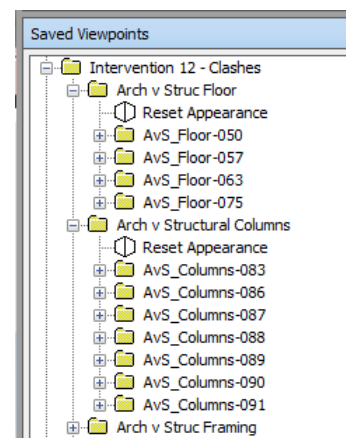 Saved Viewpoints
Intervention 12 - Clashes
Arch v Struc Floor
Reset Appearance
AvS_Floor-050
AvS_Floor-057
AvS_Floor-063
AvS_Floor-075
Arch v Structural Columns
Reset Appearance
AvS_Columns-083
AvS_Columns-086
AvS_Columns-087
AvS_Columns-088
AvS_Columns-089
AvS_Columns-090
AvS_Columns-091
Arch v Struc Framing